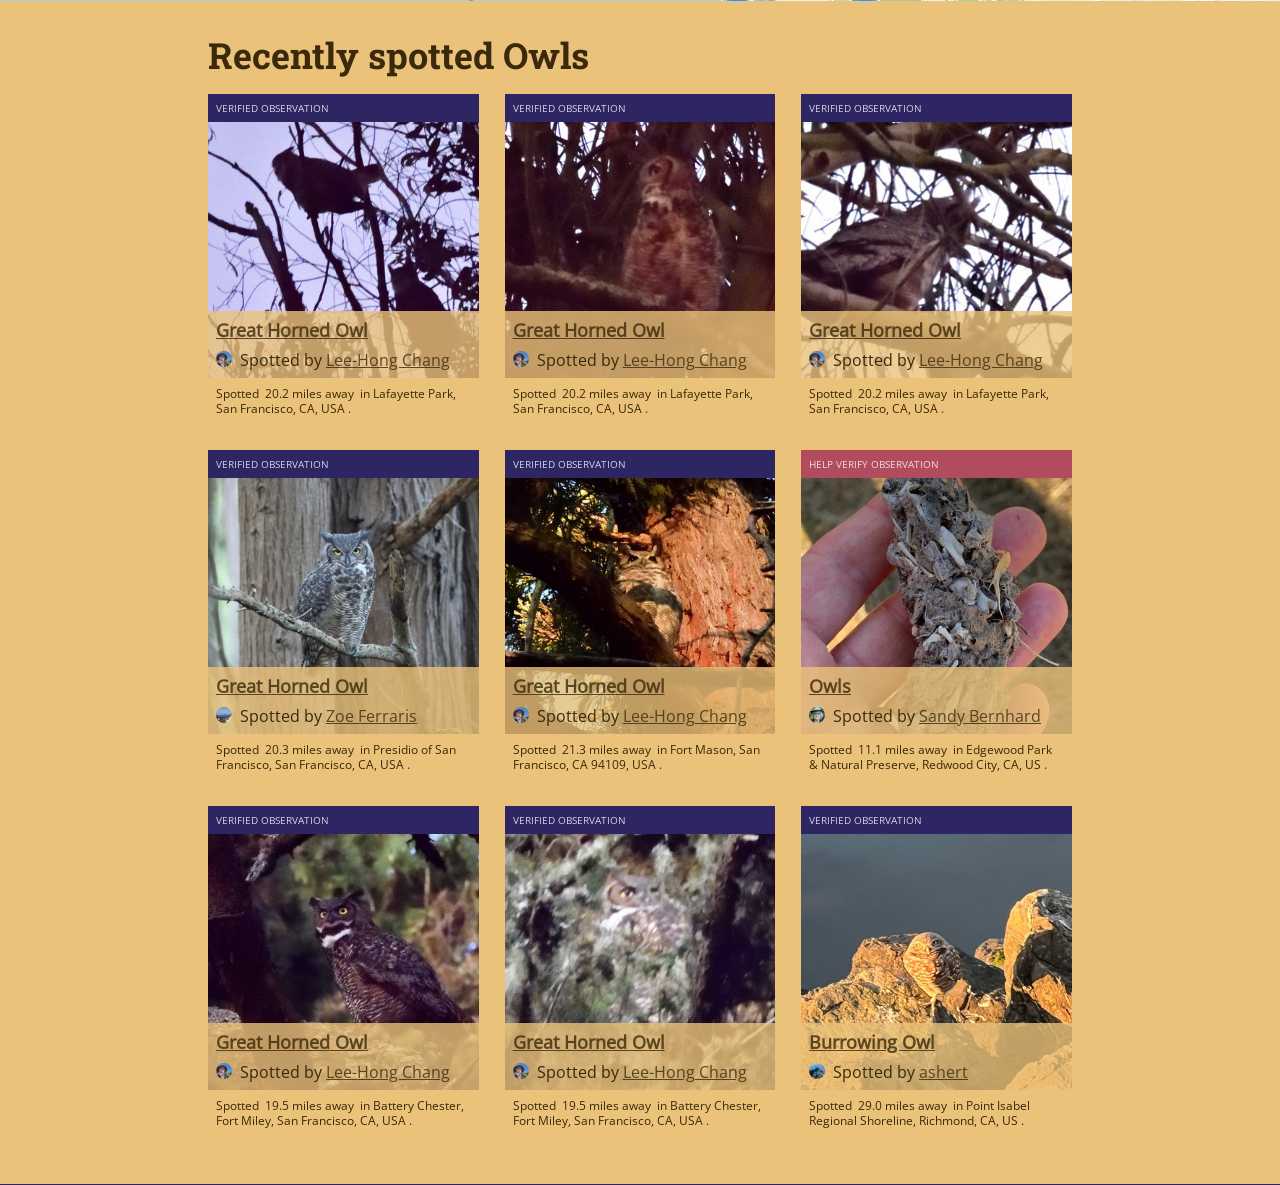 Recently spotted Owls
VERIFIED OBSERVATION
Great Horned Owl
Spotted by Lee-Hong Chang
Spotted 20.2 miles away in Lafayette Park,
San Francisco, CA, USA .
VERIFIED OBSERVATION
Great Horned Owl
Spotted by Lee-Hong Chang
Spotted 20.2 miles away in Lafayette Park,
San Francisco, CA, USA .
VERIFIED OBSERVATION
Great Horned Owl
Spotted by Lee-Hong Chang
Spotted 20.2 miles away in Lafayette Park,
San Francisco, CA, USA .
VERIFIED OBSERVATION
Great Horned Owl
Spotted by Zoe Ferraris
Spotted 20.3 miles away in Presidio of San
Francisco, San Francisco, CA, USA .
VERIFIED OBSERVATION
Great Horned Owl
Spotted by Lee-Hong Chang
Spotted 21.3 miles away in Fort Mason, San
Francisco, CA 94109, USA .
HELP VERIFY OBSERVATION
Owls
Spotted by Sandy Bernhard
Spotted 11.1 miles away in Edgewood Park
& Natural Preserve, Redwood City, CA, US .
VERIFIED OBSERVATION
Great Horned Owl
Spotted by Lee-Hong Chang
Spotted 19.5 miles away in Battery Chester,
Fort Miley, San Francisco, CA, USA .
VERIFIED OBSERVATION
Great Horned Owl
Spotted by Lee-Hong Chang
Spotted 19.5 miles away in Battery Chester,
Fort Miley, San Francisco, CA, USA .
VERIFIED OBSERVATION
Burrowing Owl
Spotted by ashert
Spotted 29.0 miles away in Point Isabel
Regional Shoreline, Richmond, CA, US .